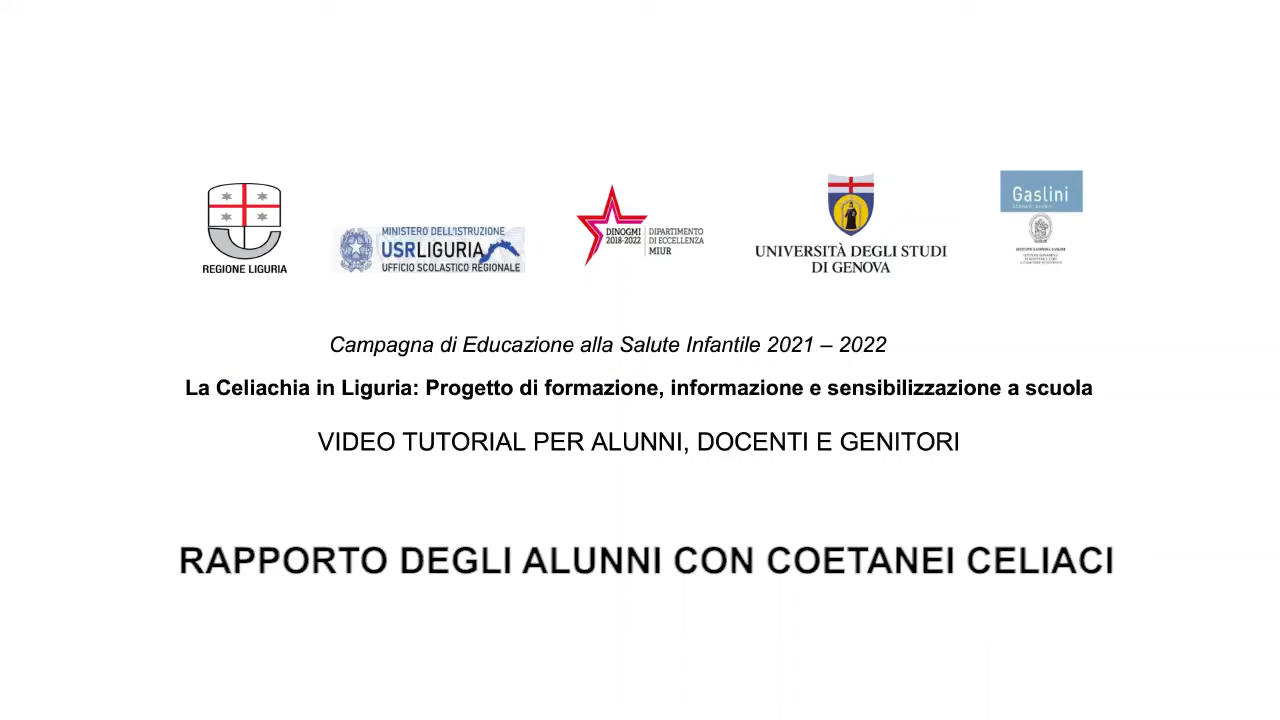 REGIONE LIGURIA
MINISTERO DELL'ISTRUZIONE
USRLIGURIA
UFFICIO SCOLASTICO REGIONALE
DINOGMI
2018-2022
DIPARTIMENTO
DI ECCELLENZA
MIUR
UNIVERSITÀ DEGLI STUDI
DI GENOVA
Gaslini
Campagna di Educazione alla Salute Infantile 2021 – 2022
La Celiachia in Liguria: Progetto di formazione, informazione e sensibilizzazione a scuola
VIDEO TUTORIAL PER ALUNNI, DOCENTI E GENITORI
RAPPORTO DEGLI ALUNNI CON COETANEI CELIACI